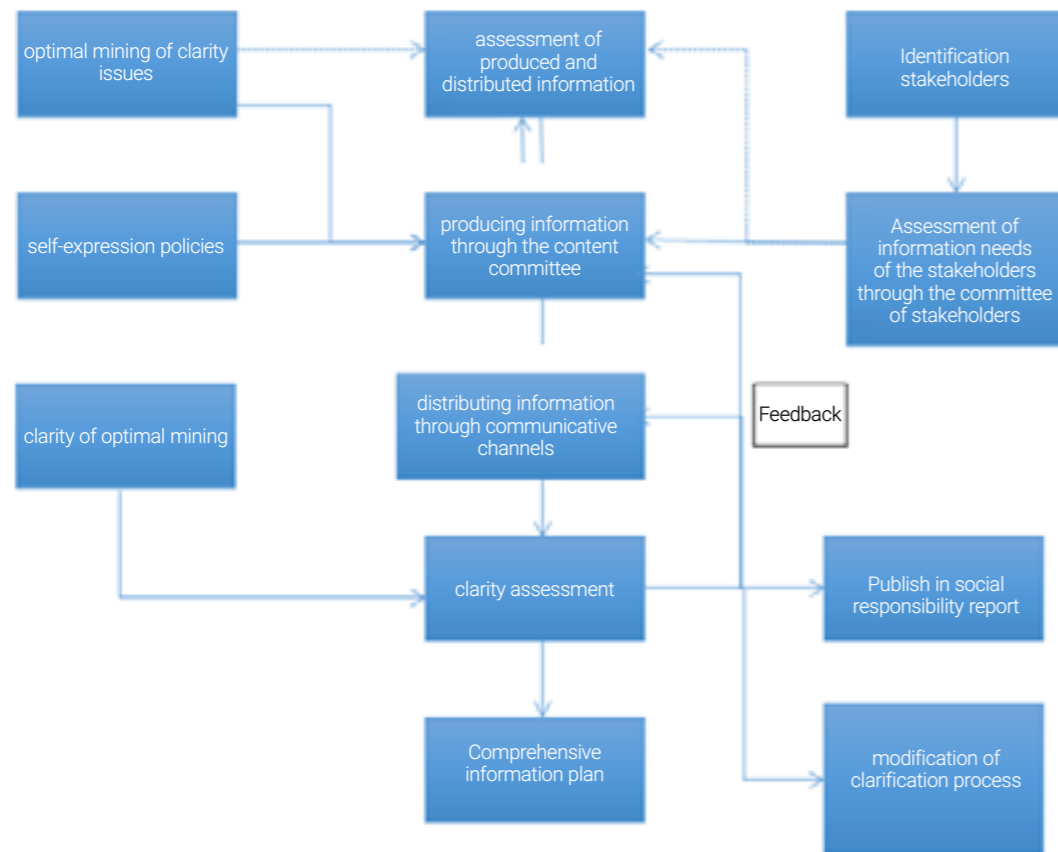 optimal mining of clarity
issues
assessment of
produced and
distributed information
Identification
stakeholders
self-expression policies
producing information
through the content
committee
Assessment of
information needs
of the stakeholders
through the committee
of stakeholders
clarity of optimal mining
distributing information
through communicative
channels
Feedback
clarity assessment
Publish in social
responsibility report
Comprehensive
information plan
modification of
clarification process